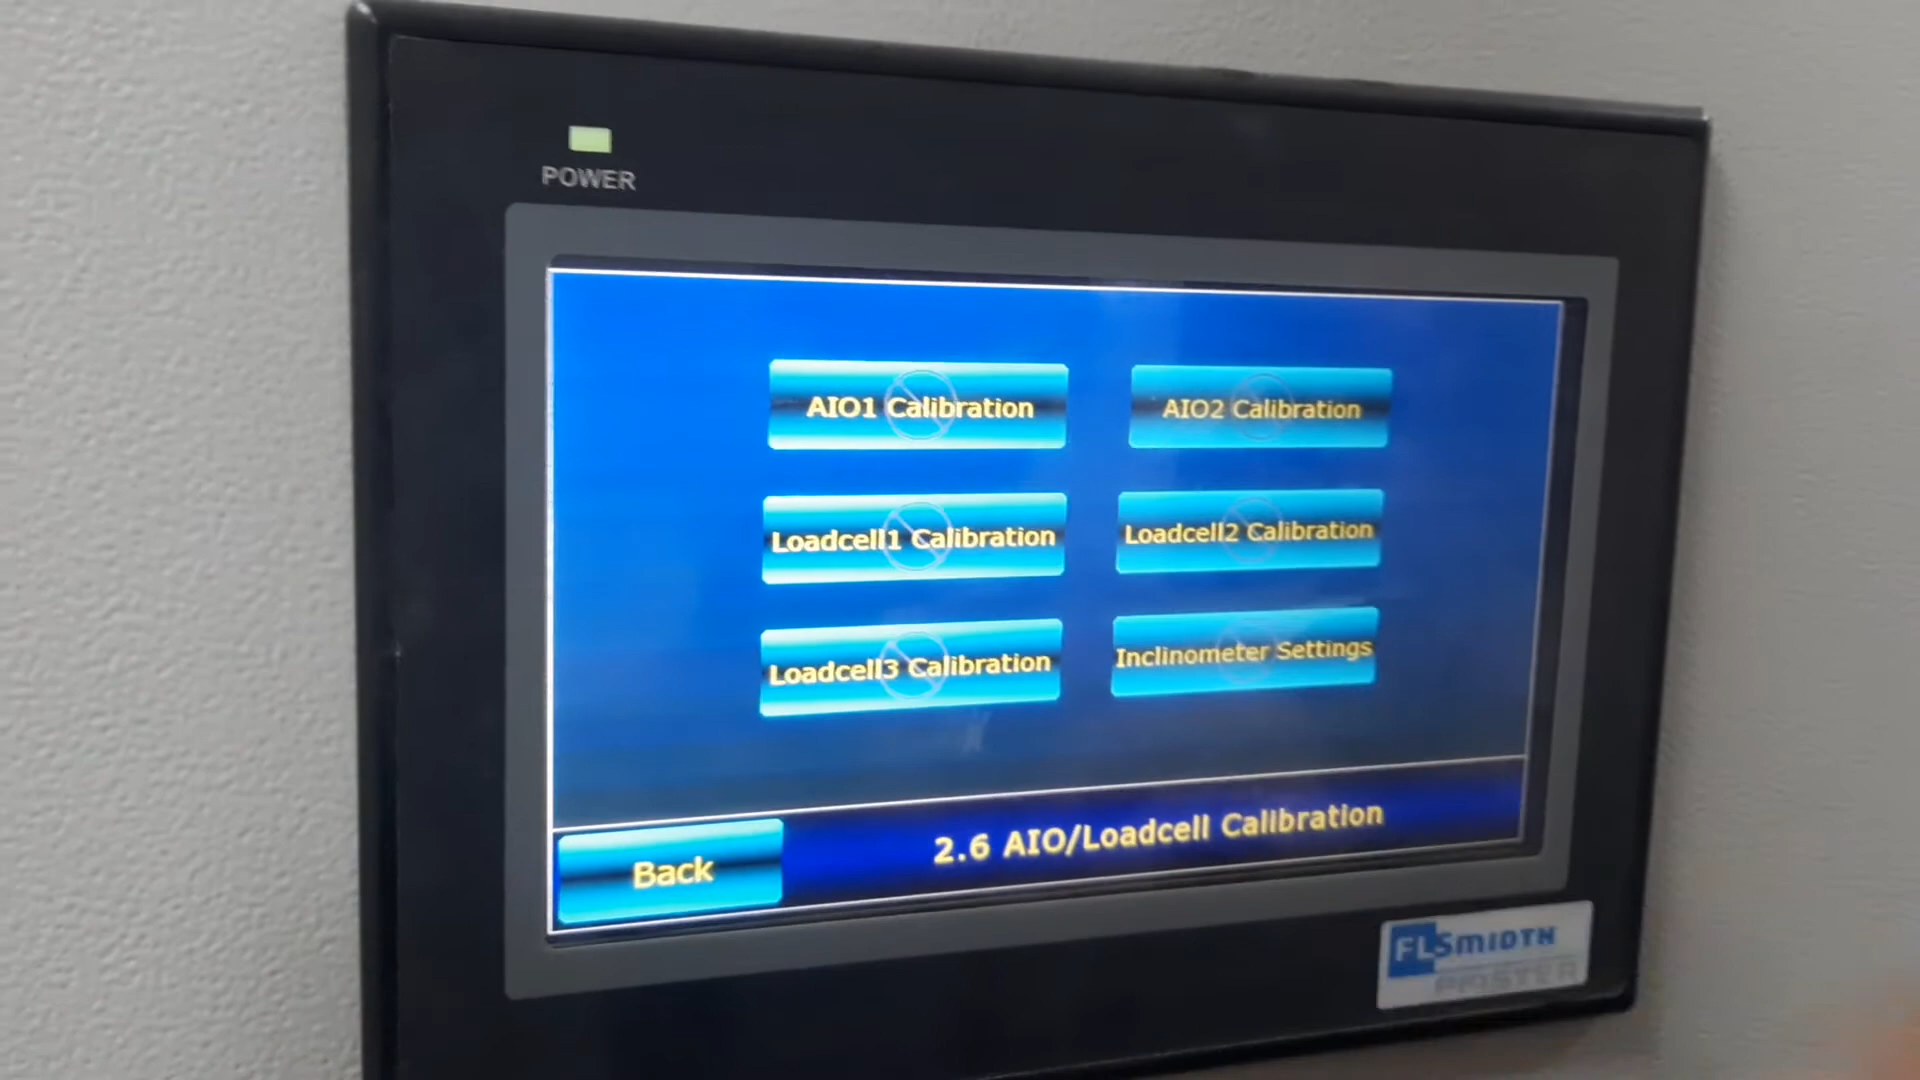 POWER
AIO1 Calibration
AIO2 Calibration
Loadcell1 Calibration
Loadcell2 Calibration
Loadcell3 Calibration
Inclinometer Settings
Back
2.6 AIO/Loadcell Calibration
FLSMIDTH
PFISTER